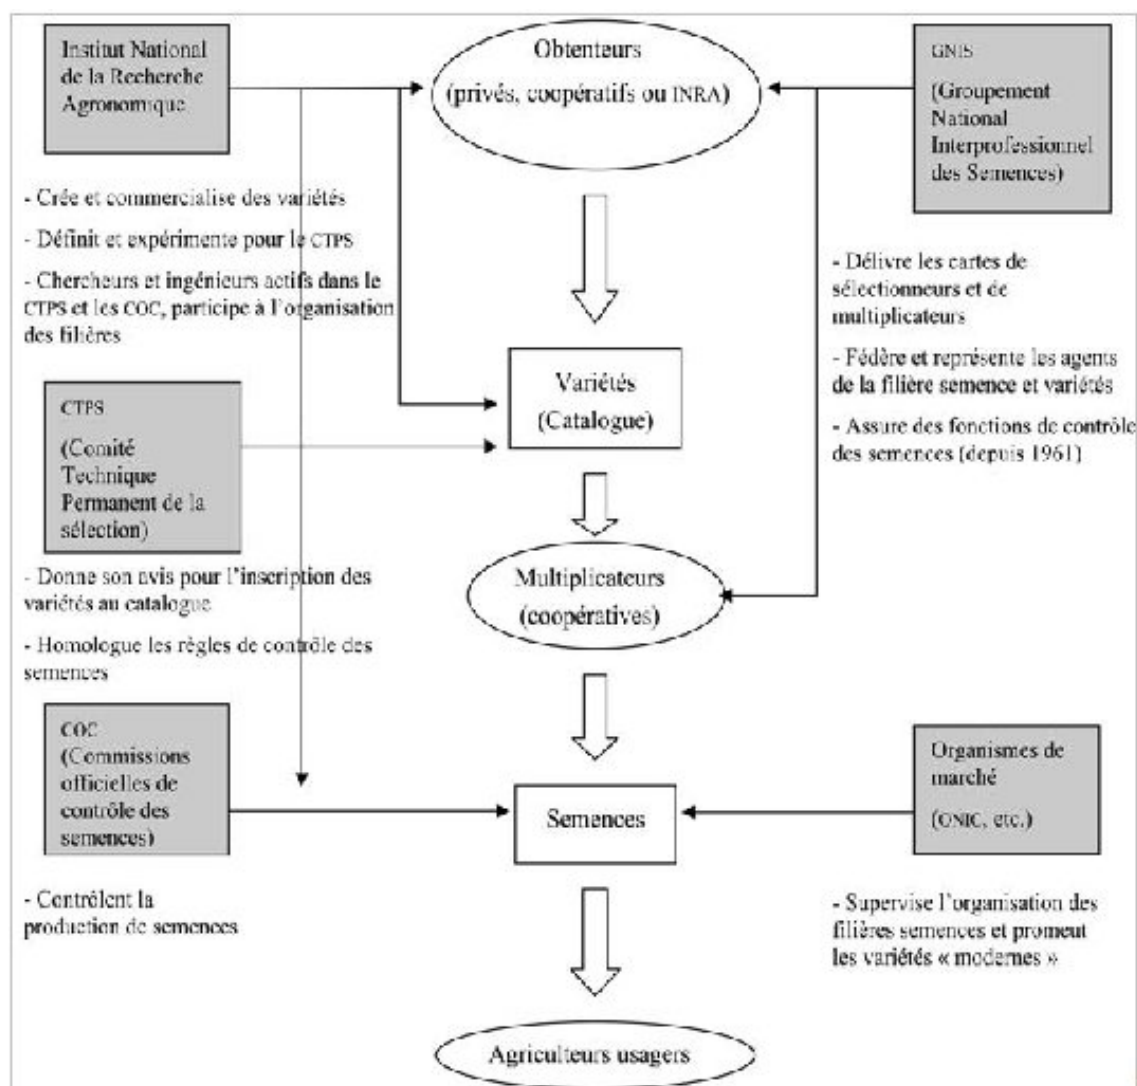 Institut National
de la Recherche
Agronomique
Obtenteurs
(privés, coopératifs ou INRA)
GNIS
(Groupement
National
Interprofessionnel
des Semences)
- Crée et commercialise des variétés
- Définit et expérimente pour le CTPS
- Chercheurs et ingénieurs actifs dans le
CTPS et les COC, participe à l'organisation
des filières
- Délivre les cartes de
sélectionneurs et de
multiplicateurs
- Fédère et représente les agents
de la filière semence et variétés
- Assure des fonctions de contrôle
des semences (depuis 1961)
Variétés
(Catalogue)
CTPS
(Comité
Technique
Permanent de la
sélection)
- Donne son avis pour l'inscription des
variétés au catalogue
- Homologue les règles de contrôle des
semences
Multiplicateurs
(coopératives)
COC
(Commissions
officielles de
contrôle des
semences)
Semences
Organismes de
marché
(ONIC, etc.)
- Contrôlent la
production de semences
- Supervise l'organisation des
filières semences et promeut
les variétés « modernes »
Agriculteurs usagers